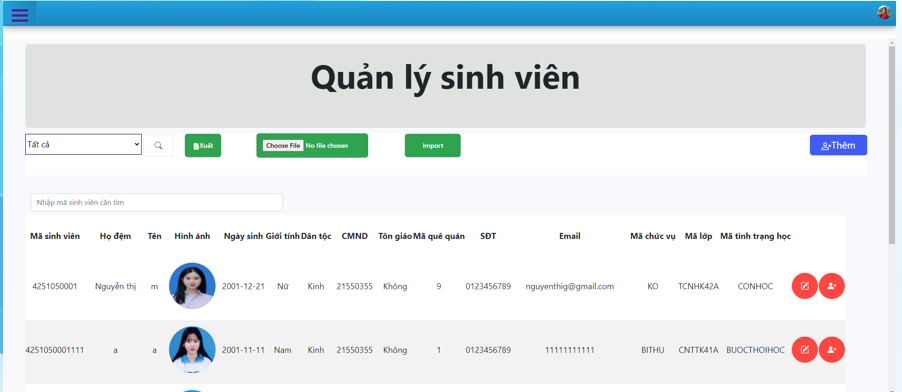 Quản lý sinh viên
Tất cả Xuất Choose File No file chosen Import Thêm
Nhập mã sinh viên cần tìm
Mã sinh viên Họ đệm Tên Hình ảnh Ngày sinh Giới tính Dân tộc CMND Tôn giáo Mã quê quán SĐT Email Mã chức vụ Mã lớp Mã tình trạng học
4251050001 Nguyễn thị m 2001-12-21 Nữ Kinh 21550355 Không 9 0123456789 nguyenthig@gmail.com KO TCNHK42A CONHOC
4251050001111 a a 2001-11-11 Nam Kinh 21550355 Không 1 0123456789 11111111111 BITHU CNTTK41A BUOCTHOIHOC